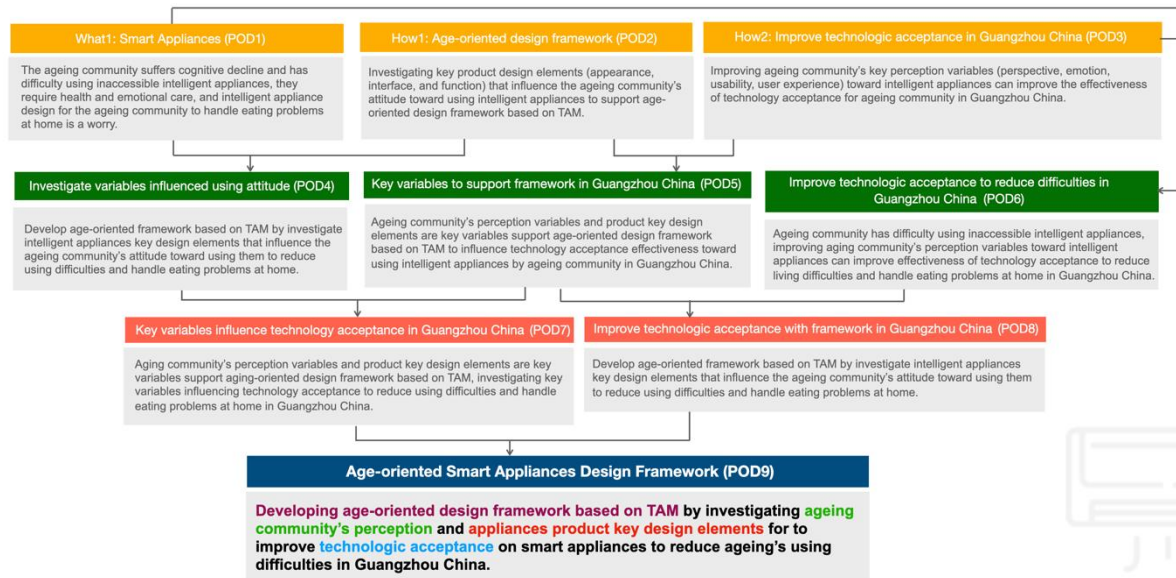 What1: Smart Appliances (POD1)
The ageing community suffers cognitive decline and has
difficulty using inaccessible intelligent appliances, they
require health and emotional care, and intelligent appliance
design for the ageing community to handle eating problems
at home is a worry.
How1: Age-oriented design framework (POD2)
Investigating key product design elements (appearance,
interface, and function) that influence the ageing community's
attitude toward using intelligent appliances to support age-
oriented design framework based on TAM.
How2: Improve technologic acceptance in Guangzhou China (POD3)
Improving ageing community's key perception variables (perspective, emotion,
usability, user experience) toward intelligent appliances can improve the effectiveness
of technology acceptance for ageing community in Guangzhou China.
Investigate variables influenced using attitude (POD4)
Develop age-oriented framework based on TAM by investigate
intelligent appliances key design elements that influence the
ageing community's attitude toward using them to reduce
using difficulties and handle eating problems at home.
Key variables to support framework in Guangzhou China (POD5)
Ageing community's perception variables and product key design
elements are key variables support age-oriented design framework
based on TAM to influence technology acceptance effectiveness toward
using intelligent appliances by ageing community in Guangzhou China.
Improve technologic acceptance to reduce difficulties in
Guangzhou China (POD6)
Ageing community has difficulty using inaccessible intelligent appliances,
improving aging community's perception variables toward intelligent
appliances can improve effectiveness of technology acceptance to reduce
living difficulties and handle eating problems at home in Guangzhou China.
Key variables influence technology acceptance in Guangzhou China (POD7)
Aging community's perception variables and product key design elements are key
variables support aging-oriented design framework based on TAM, investigating key
variables influencing technology acceptance to reduce using difficulties and handle
eating problems at home in Guangzhou China.
Improve technologic acceptance with framework in Guangzhou China (POD8)
Develop age-oriented framework based on TAM by investigate intelligent appliances
key design elements that influence the ageing community's attitude toward using them
to reduce using difficulties and handle eating problems at home.
Age-oriented Smart Appliances Design Framework (POD9)
Developing age-oriented design framework based on TAM by investigating ageing
community's perception and appliances product key design elements for to
improve technologic acceptance on smart appliances to reduce ageing's using
difficulties in Guangzhou China.